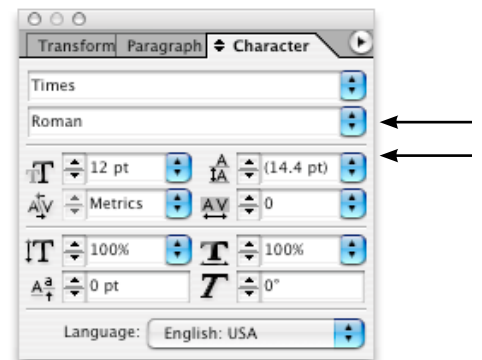 Transform Paragraph Character
Times
Roman
12 pt (14.4 pt)
Metrics 0
100% 100%
0 pt 0°
Language: English: USA